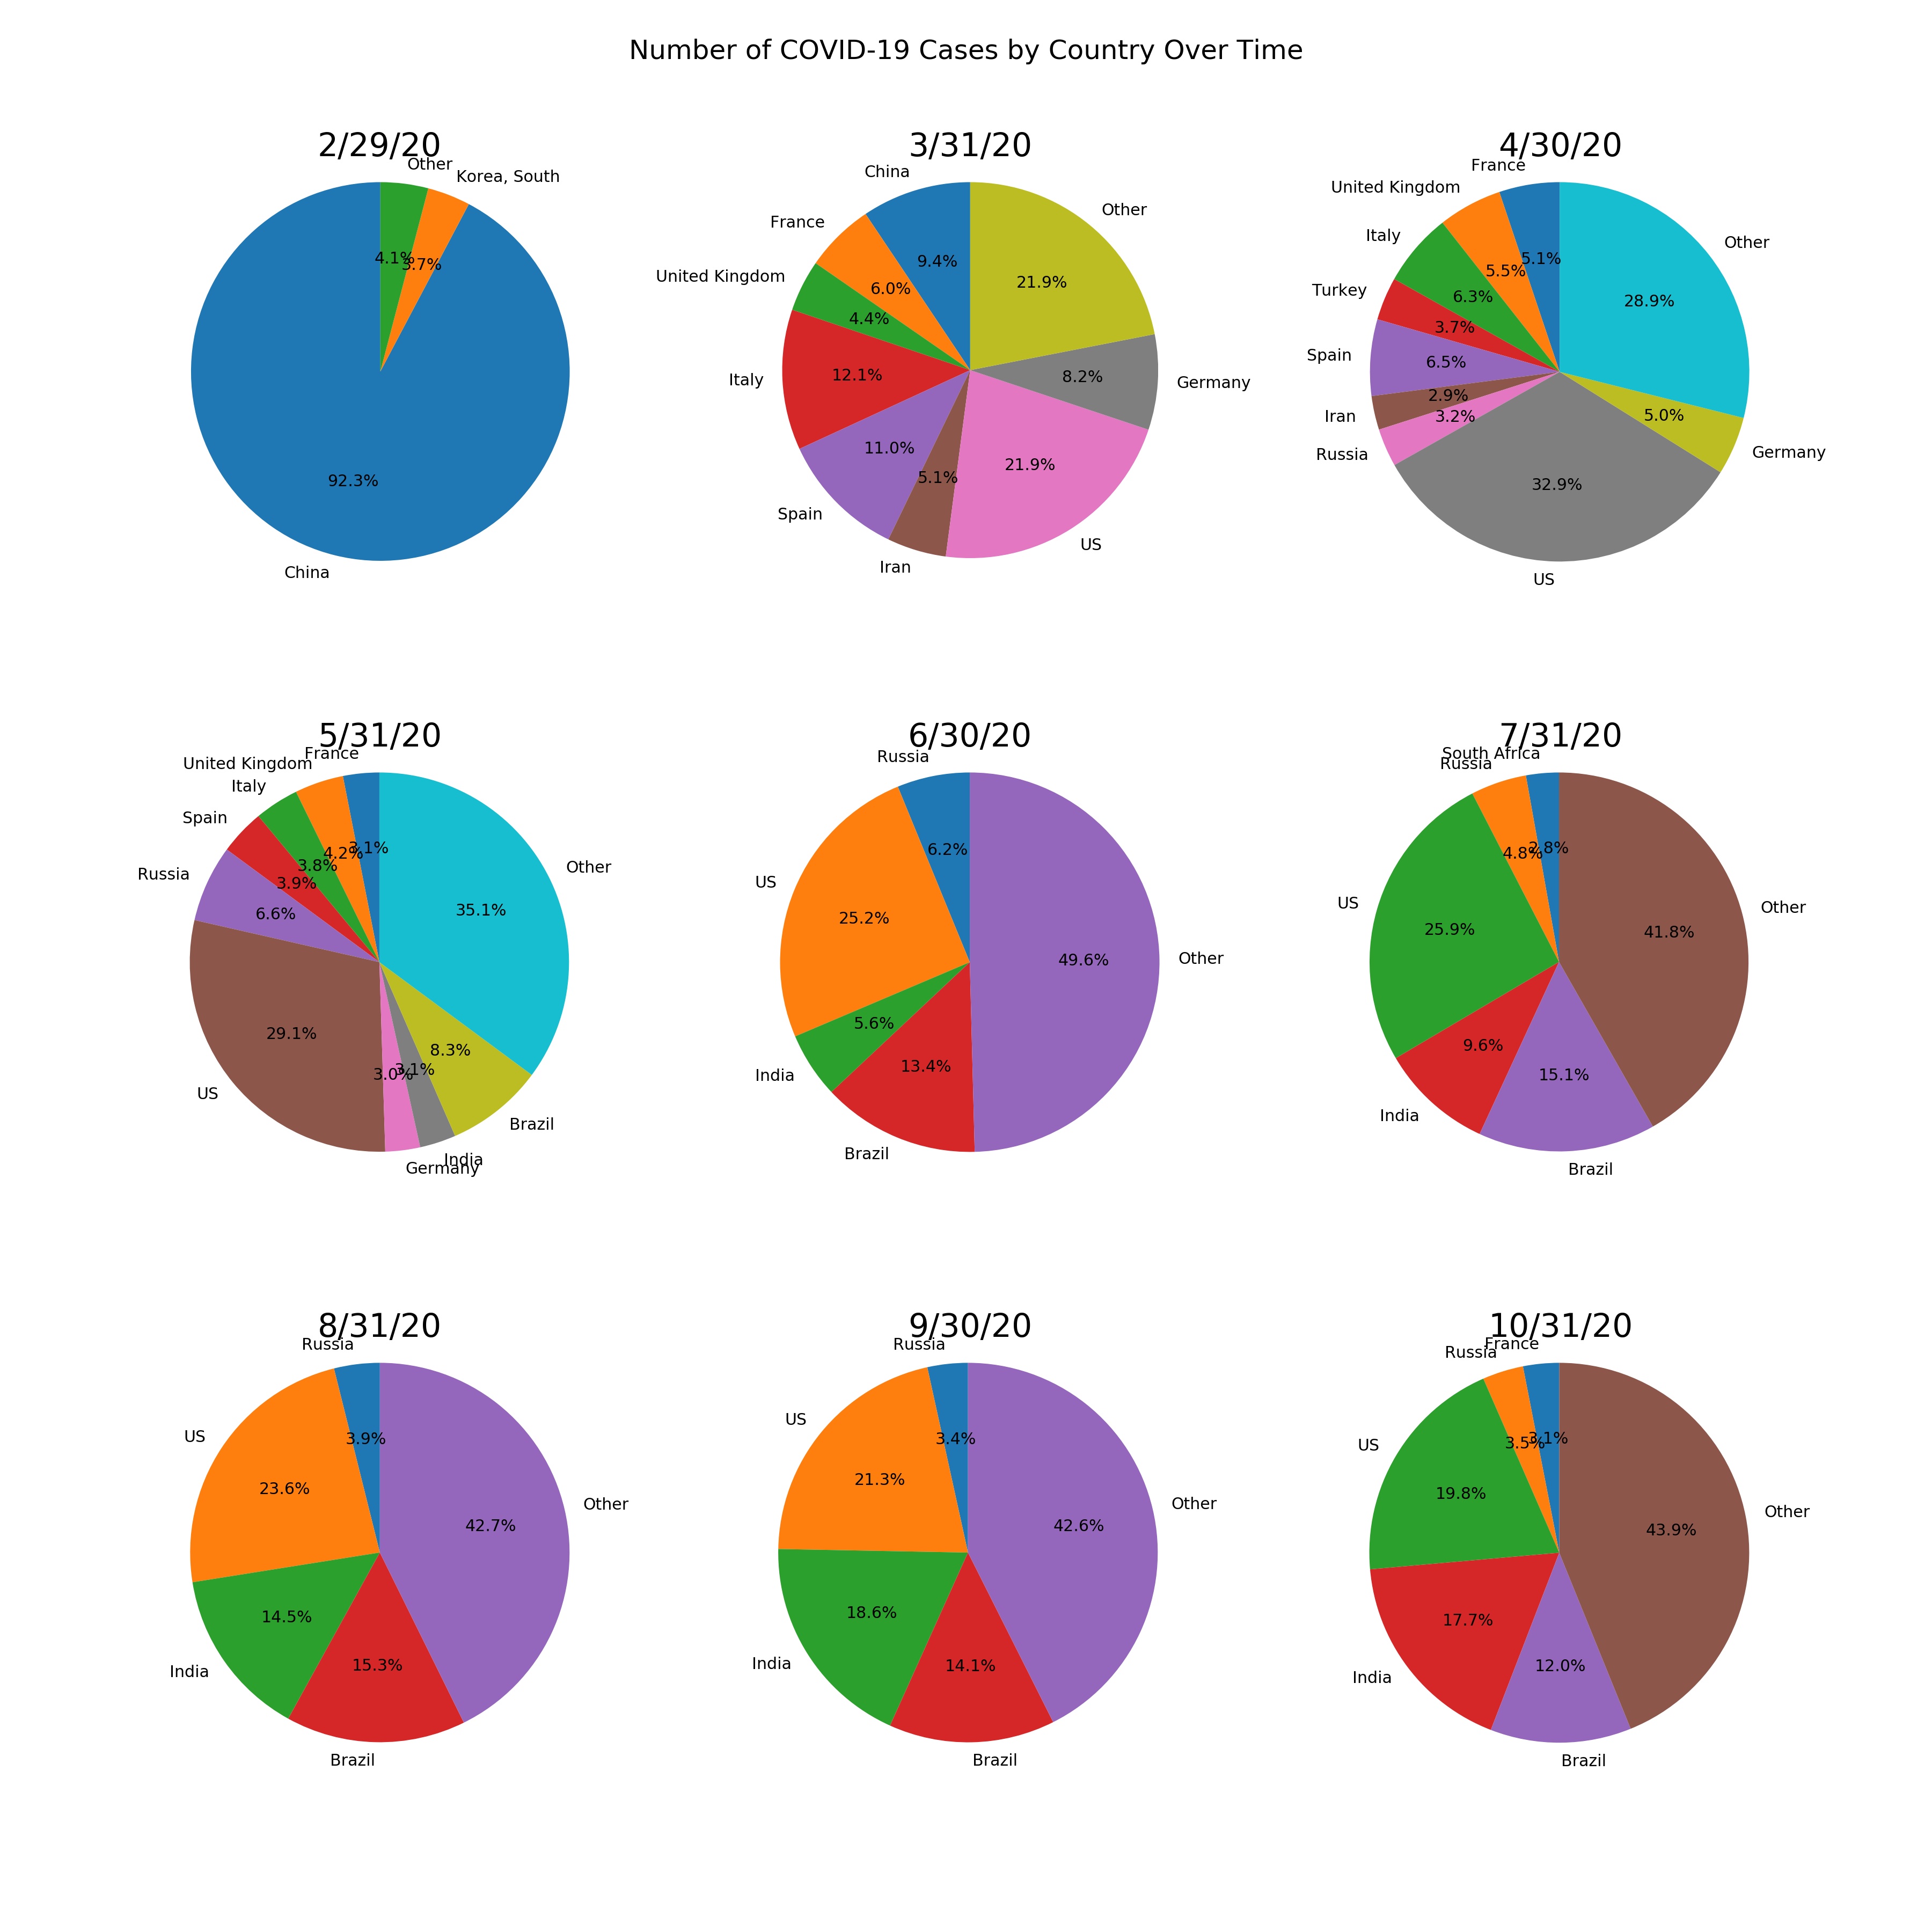 Number of COVID-19 Cases by Country Over Time
2/29/20
Other
Korea, South
4.1%
3.7%
92.3%
China
3/31/20
China
Other
France
9.4%
21.9%
United Kingdom
6.0%
4.4%
Italy
12.1%
8.2%
Germany
11.0%
5.1%
21.9%
Spain
US
Iran
4/30/20
France
United Kingdom
Italy
Other
5.1%
5.5%
Turkey
6.3%
28.9%
3.7%
Spain
6.5%
2.9%
Iran
3.2%
5.0%
Russia
Germany
32.9%
US
5/31/20
France
United Kingdom
Italy
Spain
3.1%
4.2%
3.8%
Other
Russia
3.9%
6.6%
35.1%
29.1%
8.3%
3.1%
3.0%
US
Brazil
India
Germany
6/30/20
Russia
6.2%
US
25.2%
49.6%
Other
5.6%
13.4%
India
Brazil
7/31/20
South Africa
Russia
2.8%
4.8%
US
Other
25.9%
41.8%
9.6%
15.1%
India
Brazil
8/31/20
Russia
US
3.9%
23.6%
Other
42.7%
14.5%
India
15.3%
Brazil
9/30/20
Russia
US
3.4%
21.3%
Other
42.6%
18.6%
India
14.1%
Brazil
10/31/20
France
Russia
US
3.1%
3.5%
19.8%
Other
43.9%
17.7%
India
12.0%
Brazil